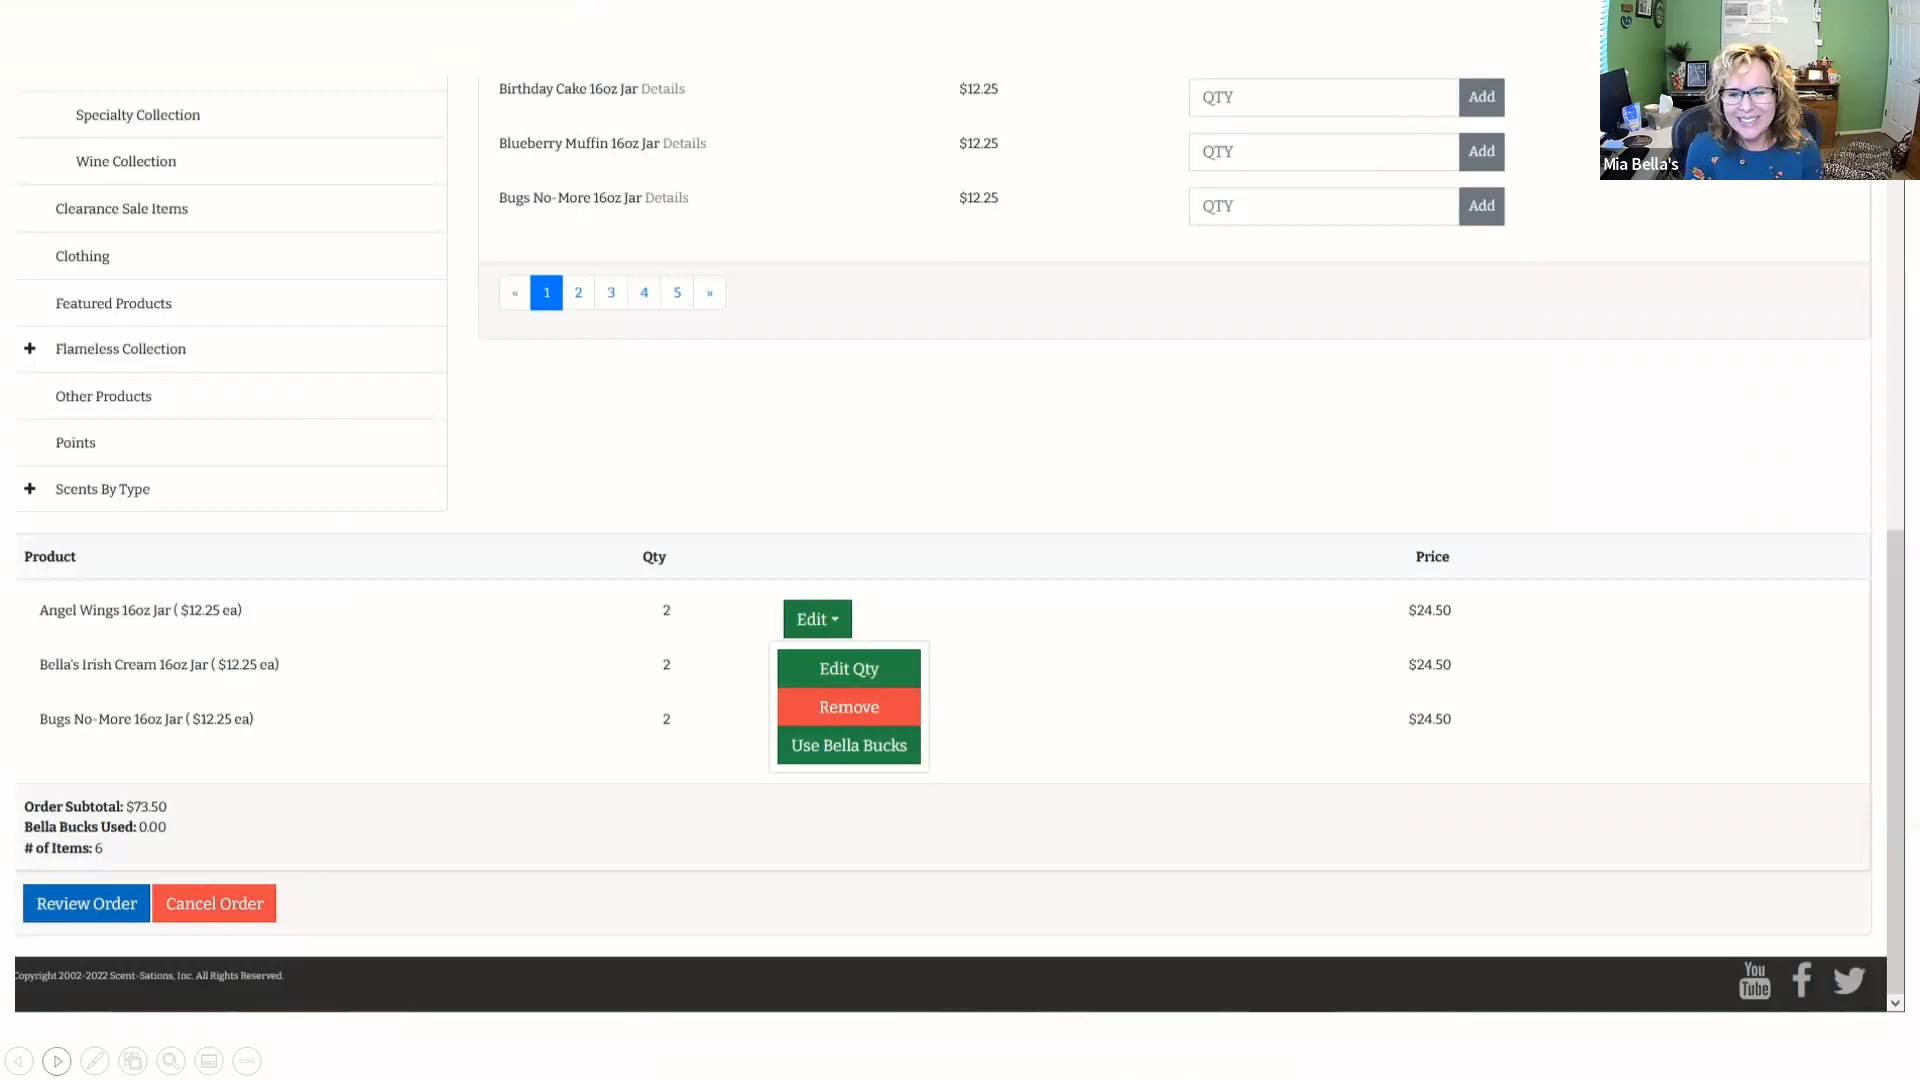 Specialty Collection
Wine Collection
Clearance Sale Items
Clothing
Featured Products
Flameless Collection
Other Products
Points
Scents By Type
Birthday Cake 16oz Jar Details $12.25 QTY Add
Blueberry Muffin 16oz Jar Details $12.25 QTY Add
Bugs No-More 16oz Jar Details $12.25 QTY Add
« 1 2 3 4 5 »
Mia Bella's
Product Qty Price
Angel Wings 16oz Jar ( $12.25 ea) 2 Edit $24.50
Bella's Irish Cream 16oz Jar ( $12.25 ea) 2 Edit Qty $24.50
Remove
Bugs No-More 16oz Jar ( $12.25 ea) 2 $24.50
Use Bella Bucks
Order Subtotal: $73.50
Bella Bucks Used: 0.00
# of Items: 6
Review Order Cancel Order
Copyright 2002-2022 Scent-Sations, Inc. All Rights Reserved.
You Tube